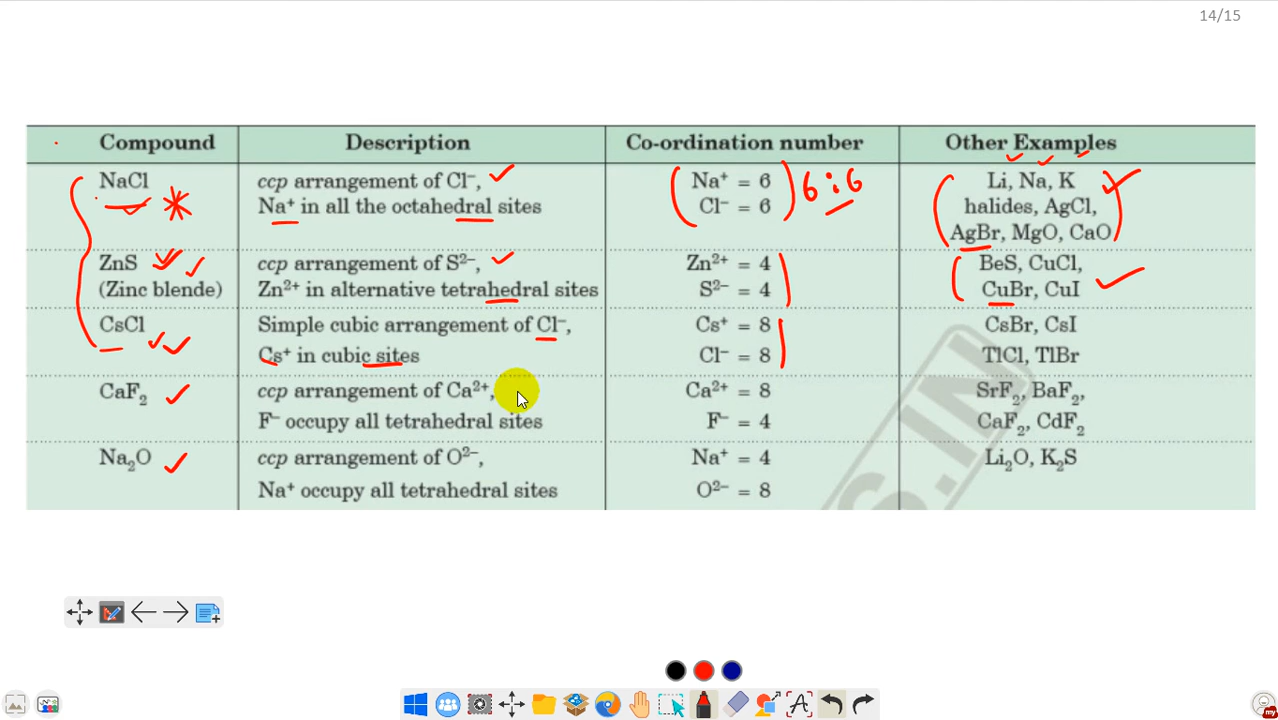 14/15
Compound Description Co-ordination number Other Examples
NaCl ccp arrangement of Cl⁻, Na⁺ = 6 6:6 Li, Na, K
Na⁺ in all the octahedral sites Cl⁻ = 6 halides, AgCl,
AgBr, MgO, CaO
ZnS ccp arrangement of S²⁻, Zn²⁺ = 4 BeS, CuCl,
(Zinc blende) Zn²⁺ in alternative tetrahedral sites S²⁻ = 4 CuBr, CuI
CsCl Simple cubic arrangement of Cl⁻, Cs⁺ = 8 CsBr, CsI
Cs⁺ in cubic sites Cl⁻ = 8 TlCl, TlBr
CaF₂ ccp arrangement of Ca²⁺, Ca²⁺ = 8 SrF₂, BaF₂,
F⁻ occupy all tetrahedral sites F⁻ = 4 CaF₂, CdF₂
Na₂O ccp arrangement of O²⁻, Na⁺ = 4 Li₂O, K₂S
Na⁺ occupy all tetrahedral sites O²⁻ = 8